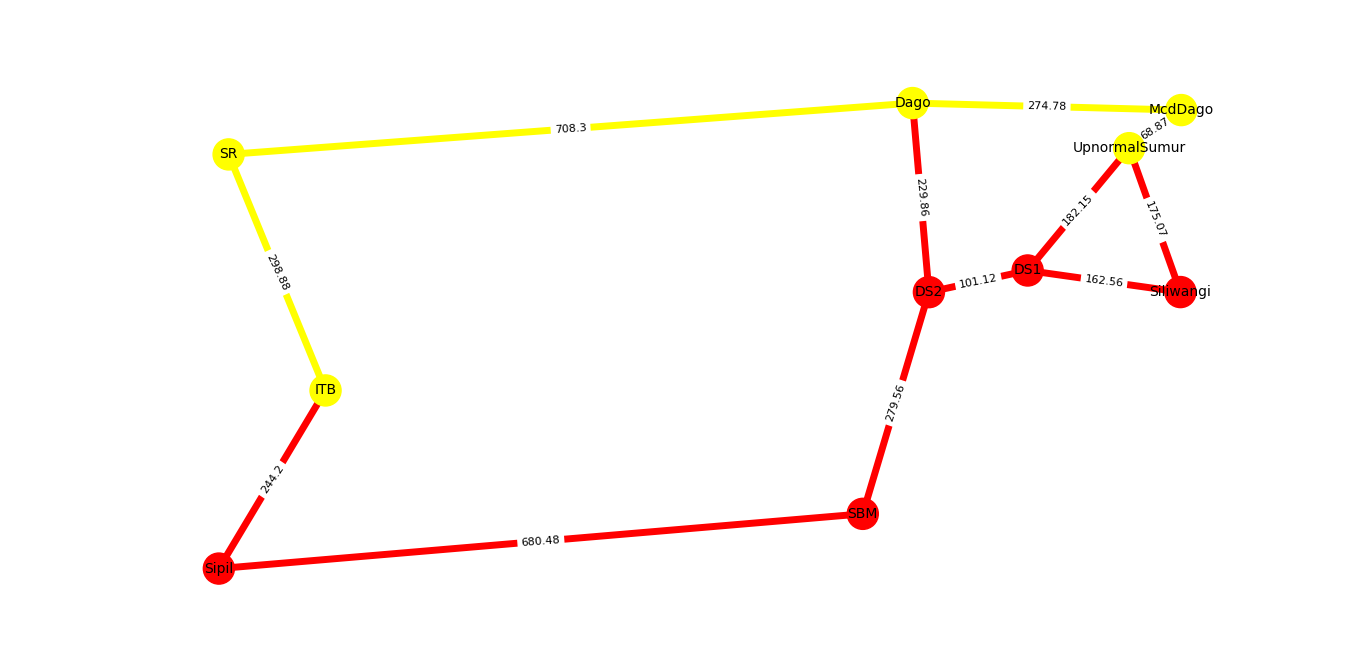 Dago
274.78
McdDago
68.87
708.3
UpnormalSumur
SR
229.86
182.15
175.07
298.88
DS1
DS2
101.12
162.56
Siliwangi
ITB
279.56
244.2
SBM
680.48
Sipil